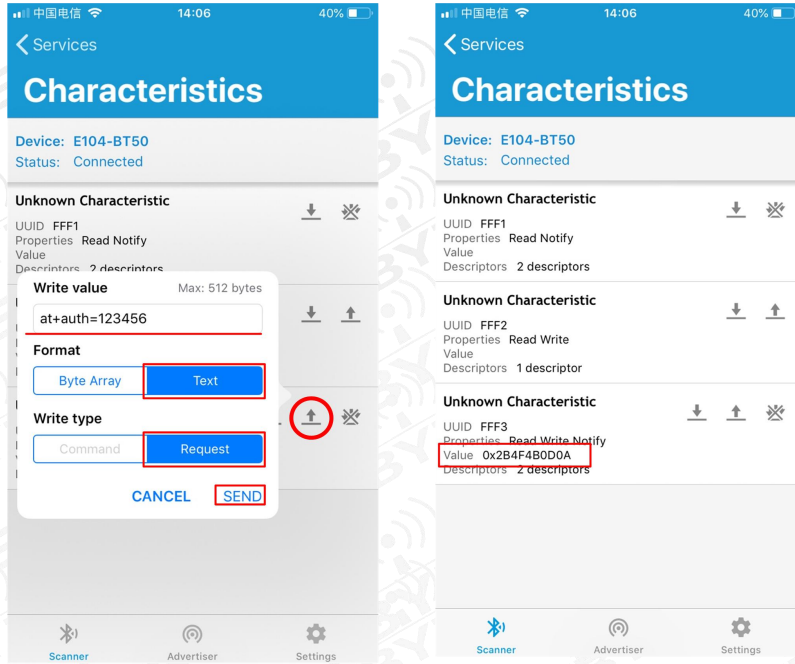 中国电信 14:06 40%
Services
Characteristics
Device: E104-BT50
Status: Connected
Unknown Characteristic
UUID FFF1
Properties Read Notify
Value
Descriptors 2 descriptors
Write value Max: 512 bytes
at+auth=123456
Format
Byte Array Text
Write type
Command Request
CANCEL SEND
Scanner Advertiser Settings
中国电信 14:06 40%
Services
Characteristics
Device: E104-BT50
Status: Connected
Unknown Characteristic
UUID FFF1
Properties Read Notify
Value
Descriptors 2 descriptors
Unknown Characteristic
UUID FFF2
Properties Read Write
Value
Descriptors 1 descriptor
Unknown Characteristic
UUID FFF3
Properties Read Write Notify
Value 0x2B4F4B0D0A
Descriptors 2 descriptors
Scanner Advertiser Settings